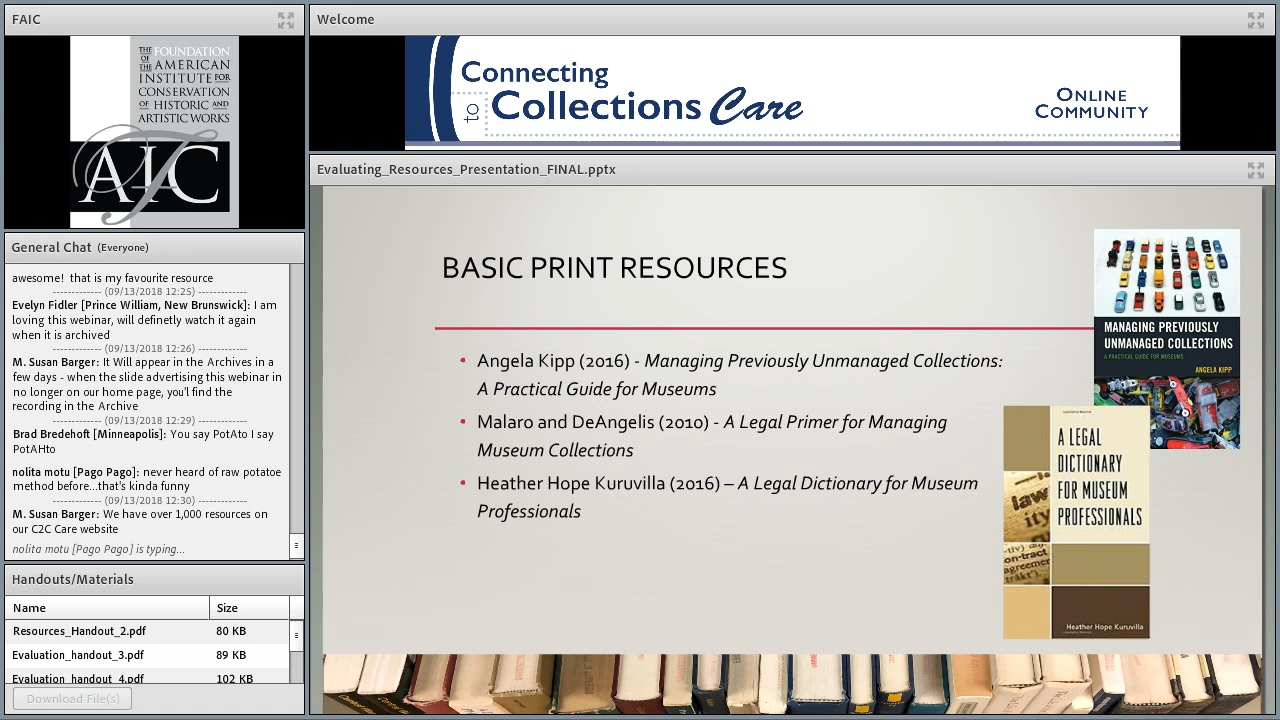 FAIC
THE FOUNDATION
OF THE AMERICAN
INSTITUTE FOR
CONSERVATION
OF HISTORIC AND
ARTISTIC WORKS
AIC
Welcome
Connecting
to Collections Care
ONLINE
COMMUNITY
General Chat (Everyone)
awesome! that is my favourite resource
------------- (09/13/2018 12:25) -------------
Evelyn Fidler [Prince William, New Brunswick]: I am
loving this webinar, will definetly watch it again
when it is archived
------------- (09/13/2018 12:26) -------------
M. Susan Barger: It Will appear in the Archives in a
few days - when the slide advertising this webinar in
no longer on our home page, you'l find the
recording in the Archive
------------- (09/13/2018 12:29) -------------
Brad Bredehoft [Minneapolis]: You say PotAto I say
PotAHto
nolita motu [Pago Pago]: never heard of raw potatoe
method before...that's kinda funny
------------- (09/13/2018 12:30) -------------
M. Susan Barger: We have over 1,000 resources on
our C2C Care website
nolita motu [Pago Pago] is typing...
Handouts/Materials
Name Size
Resources_Handout_2.pdf 80 KB
Evaluation_handout_3.pdf 89 KB
Evaluation_handout_4.pdf 102 KB
Download File(s)
Evaluating_Resources_Presentation_FINAL.pptx
BASIC PRINT RESOURCES
• Angela Kipp (2016) - Managing Previously Unmanaged Collections:
A Practical Guide for Museums
• Malaro and DeAngelis (2010) - A Legal Primer for Managing
Museum Collections
• Heather Hope Kuruvilla (2016) – A Legal Dictionary for Museum
Professionals
MANAGING PREVIOUSLY
UNMANAGED COLLECTIONS
A PRACTICAL GUIDE FOR MUSEUMS
ANGELA KIPP
A LEGAL
DICTIONARY
FOR MUSEUM
PROFESSIONALS
law
ity
con·tract
agreemen
Heather Hope Kuruvilla